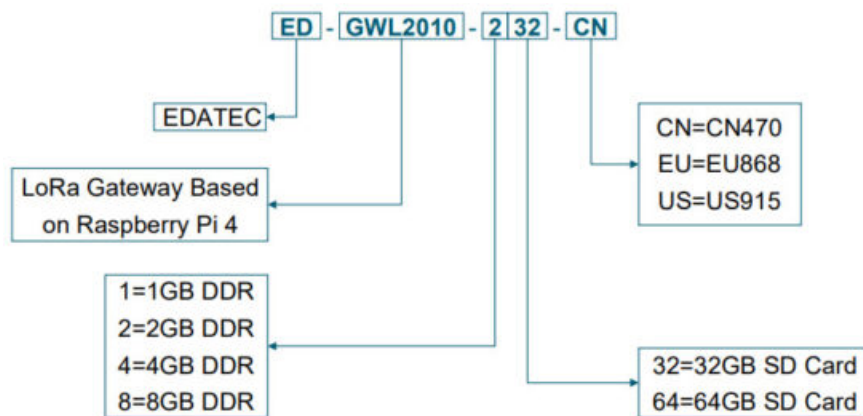 ED - GWL2010 - 2 32 - CN
EDATEC
CN=CN470
EU=EU868
US=US915
LoRa Gateway Based
on Raspberry Pi 4
1=1GB DDR
2=2GB DDR
4=4GB DDR
8=8GB DDR
32=32GB SD Card
64=64GB SD Card